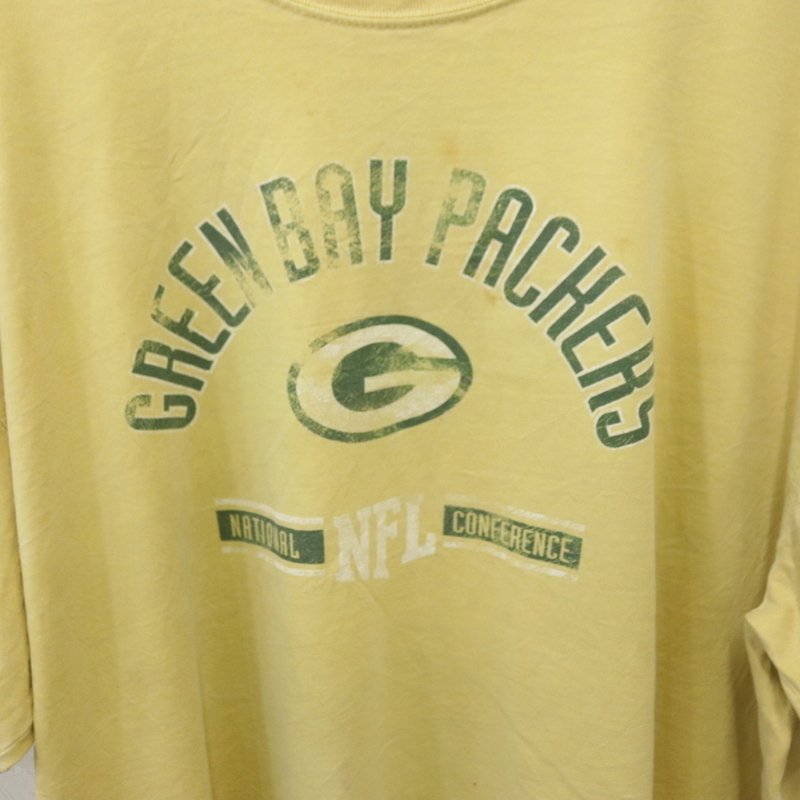 GREEN BAY PACKERS
G
NATIONAL NFL CONFERENCE